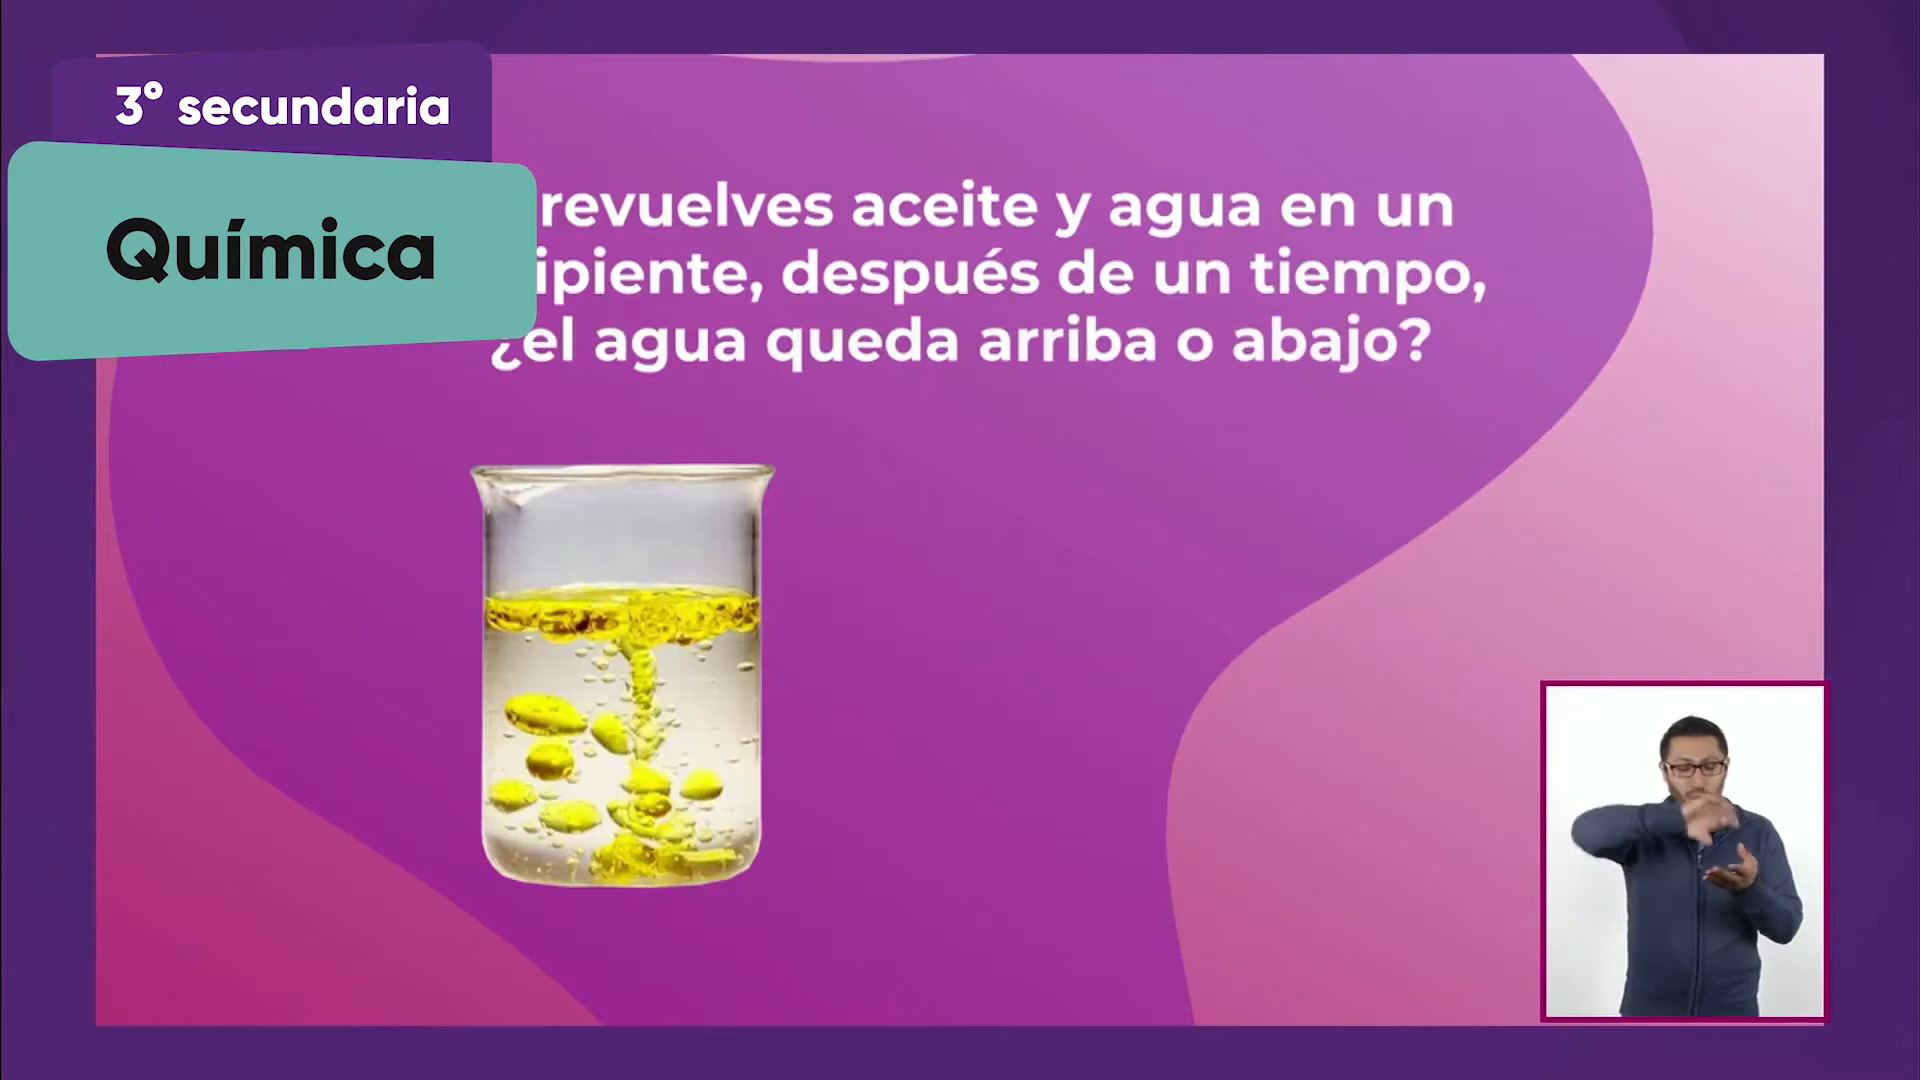 3° secundaria
Química
revuelves aceite y agua en un
ipiente, después de un tiempo,
¿el agua queda arriba o abajo?